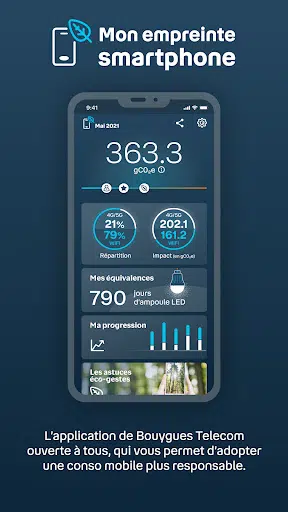 Mon empreinte
smartphone
9:41
Mai 2021
363.3
gCO₂e
4G/5G
21%
79%
WiFi
Répartition
4G/5G
202.1
161.2
WiFi
Impact (en gCO₂e)
Mes équivalences
790 jours
d'ampoule LED
Ma progression
Les astuces
éco-gestes
L'application de Bouygues Telecom
ouverte à tous, qui vous permet d'adopter
une conso mobile plus responsable.